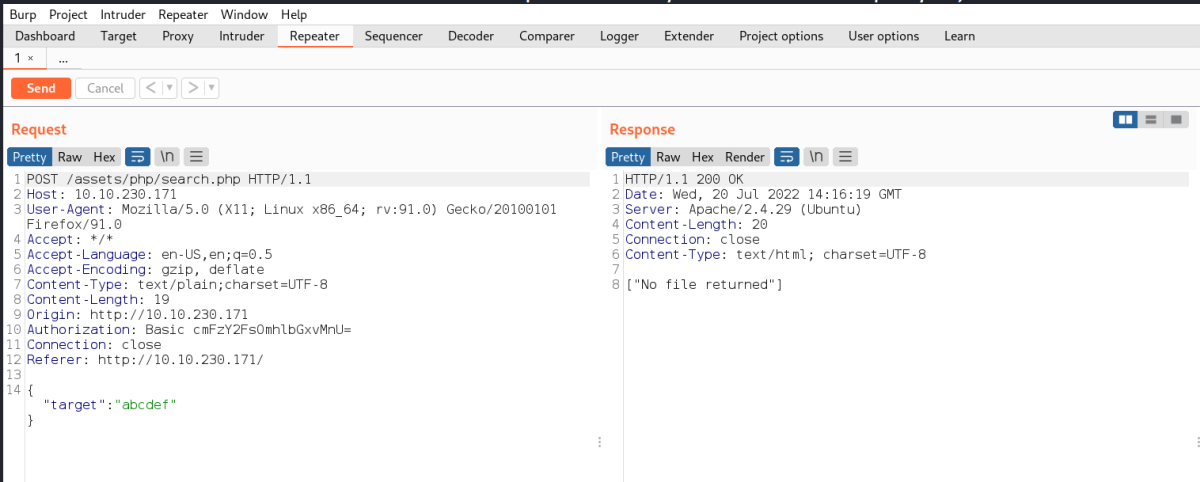 Burp Project Intruder Repeater Window Help
Dashboard Target Proxy Intruder Repeater Sequencer Decoder Comparer Logger Extender Project options User options Learn
1 × ...
Send Cancel < >
Request
Pretty Raw Hex \n
1 POST /assets/php/search.php HTTP/1.1
2 Host: 10.10.230.171
3 User-Agent: Mozilla/5.0 (X11; Linux x86_64; rv:91.0) Gecko/20100101
Firefox/91.0
4 Accept: */*
5 Accept-Language: en-US,en;q=0.5
6 Accept-Encoding: gzip, deflate
7 Content-Type: text/plain;charset=UTF-8
8 Content-Length: 19
9 Origin: http://10.10.230.171
10 Authorization: Basic cmFzY2FsOmhlbGxvMnU=
11 Connection: close
12 Referer: http://10.10.230.171/
13
14 {
"target":"abcdef"
}
Response
Pretty Raw Hex Render \n
1 HTTP/1.1 200 OK
2 Date: Wed, 20 Jul 2022 14:16:19 GMT
3 Server: Apache/2.4.29 (Ubuntu)
4 Content-Length: 20
5 Connection: close
6 Content-Type: text/html; charset=UTF-8
7
8 ["No file returned"]